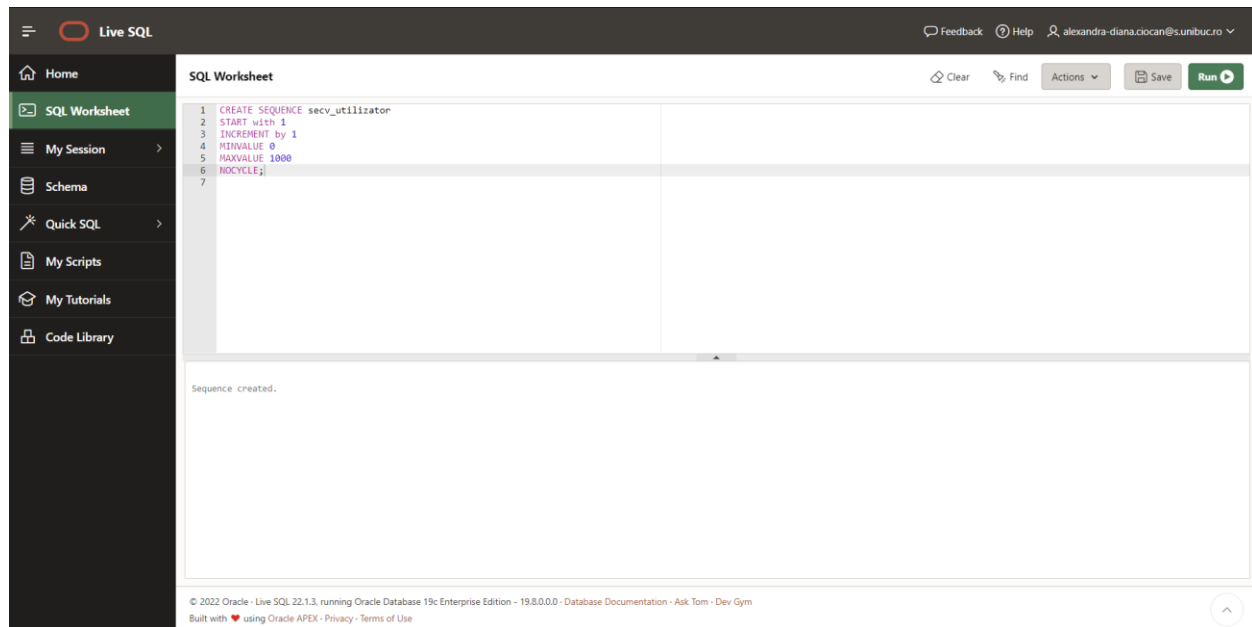 Live SQL
Feedback Help alexandra-diana.ciocan@s.unibuc.ro
Home
SQL Worksheet
My Session
Schema
Quick SQL
My Scripts
My Tutorials
Code Library
SQL Worksheet
Clear Find Actions Save Run
1 CREATE SEQUENCE secv_utilizator
2 START with 1
3 INCREMENT by 1
4 MINVALUE 0
5 MAXVALUE 1000
6 NOCYCLE;
7
Sequence created.
© 2022 Oracle · Live SQL 22.1.3, running Oracle Database 19c Enterprise Edition - 19.8.0.0.0 · Database Documentation · Ask Tom · Dev Gym
Built with ❤ using Oracle APEX · Privacy · Terms of Use